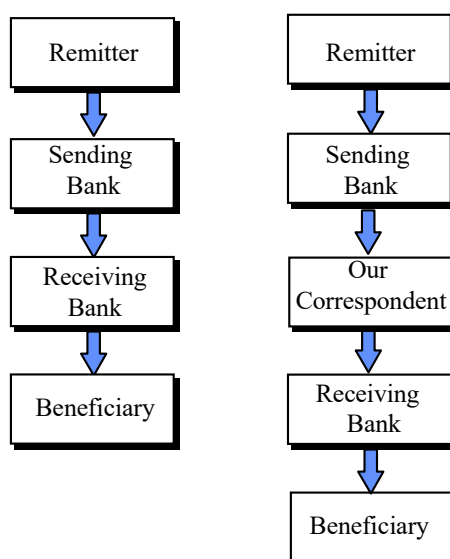 Remitter
Sending
Bank
Receiving
Bank
Beneficiary
Remitter
Sending
Bank
Our
Correspondent
Receiving
Bank
Beneficiary